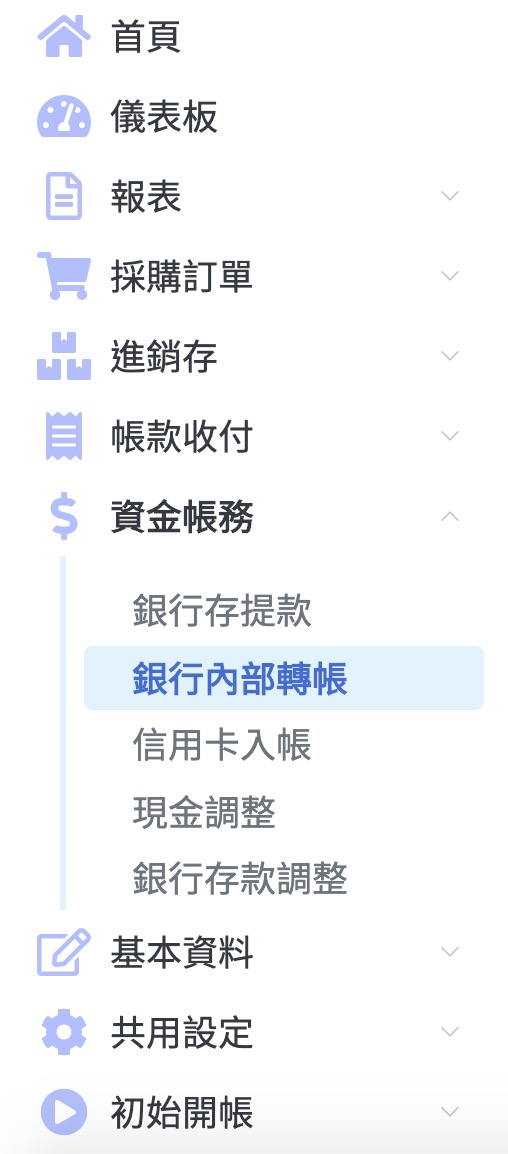 首頁
儀表板
報表
採購訂單
進銷存
帳款收付
資金帳務
銀行存提款
銀行內部轉帳
信用卡入帳
現金調整
銀行存款調整
基本資料
共用設定
初始開帳